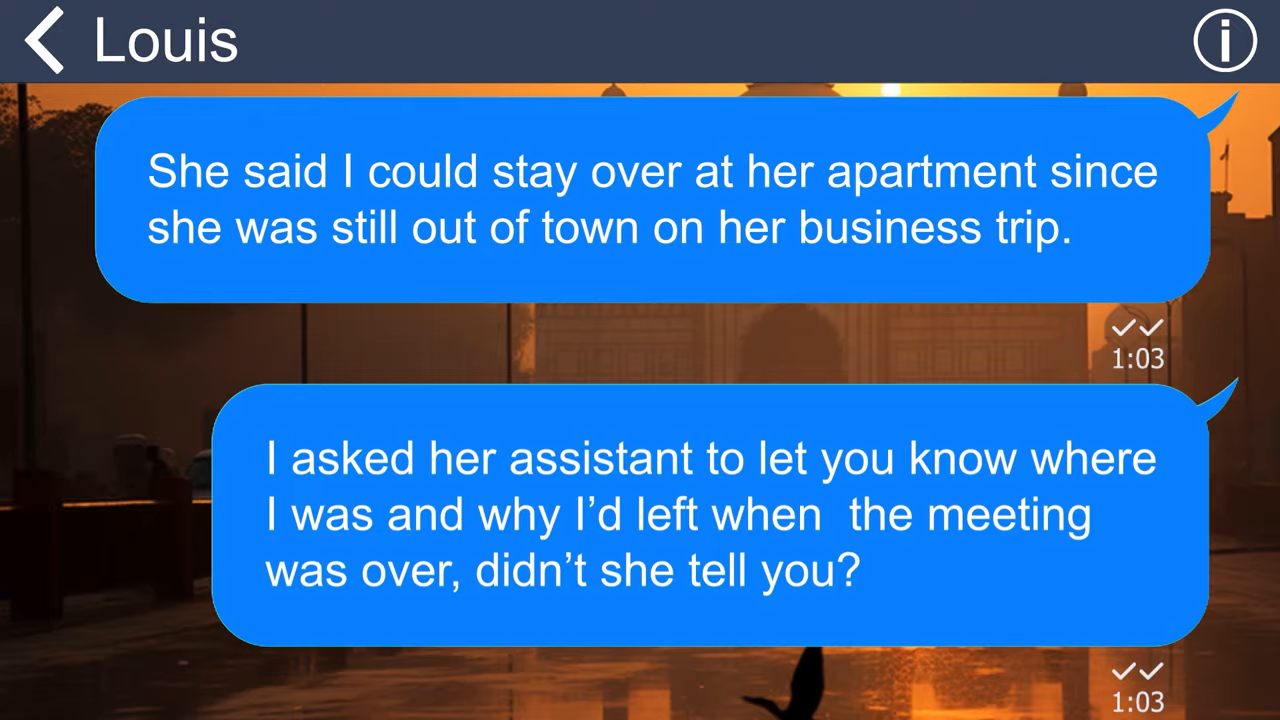 Louis
She said I could stay over at her apartment since
she was still out of town on her business trip.
1:03
I asked her assistant to let you know where
I was and why I’d left when  the meeting
was over, didn’t she tell you?
1:03